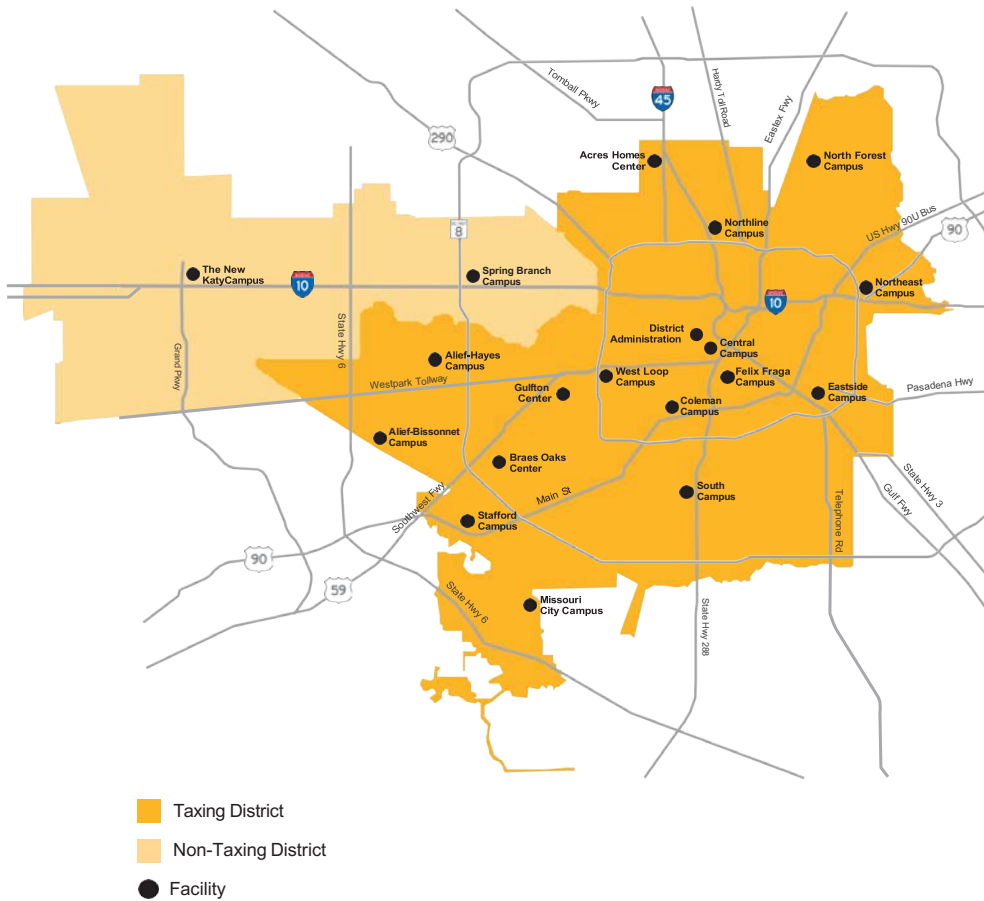 Tomball Pkwy
45
Hardy Toll Road
Eastex Fwy
290
Acres Homes
Center
North Forest
Campus
US Hwy 90U Bus
90
8
Northline
Campus
The New
KatyCampus
10
Spring Branch
Campus
Northeast
Campus
10
State Hwy 6
Grand Pkwy
District
Administration
Central
Campus
Alief-Hayes
Campus
Westpark Tollway
Gulfton
Center
West Loop
Campus
Felix Fraga
Campus
Coleman
Campus
Eastside
Campus
Pasadena Hwy
Alief-Bissonnet
Campus
Braes Oaks
Center
Southwest Fwy
Main St
South
Campus
Stafford
Campus
Telephone Rd
Gulf Fwy
State Hwy 3
90
59
State Hwy 6
Missouri
City Campus
State Hwy 288
Taxing District
Non-Taxing District
Facility